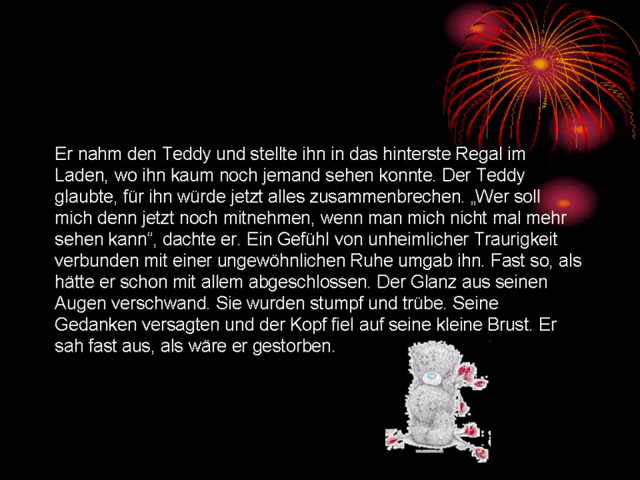 Er nahm den Teddy und stellte ihn in das hinterste Regal im
Laden, wo ihn kaum noch jemand sehen konnte. Der Teddy
glaubte, für ihn würde jetzt alles zusammenbrechen. „Wer soll
mich denn jetzt noch mitnehmen, wenn man mich nicht mal mehr
sehen kann“, dachte er. Ein Gefühl von unheimlicher Traurigkeit
verbunden mit einer ungewöhnlichen Ruhe umgab ihn. Fast so, als
hätte er schon mit allem abgeschlossen. Der Glanz aus seinen
Augen verschwand. Sie wurden stumpf und trübe. Seine
Gedanken versagten und der Kopf fiel auf seine kleine Brust. Er
sah fast aus, als wäre er gestorben.